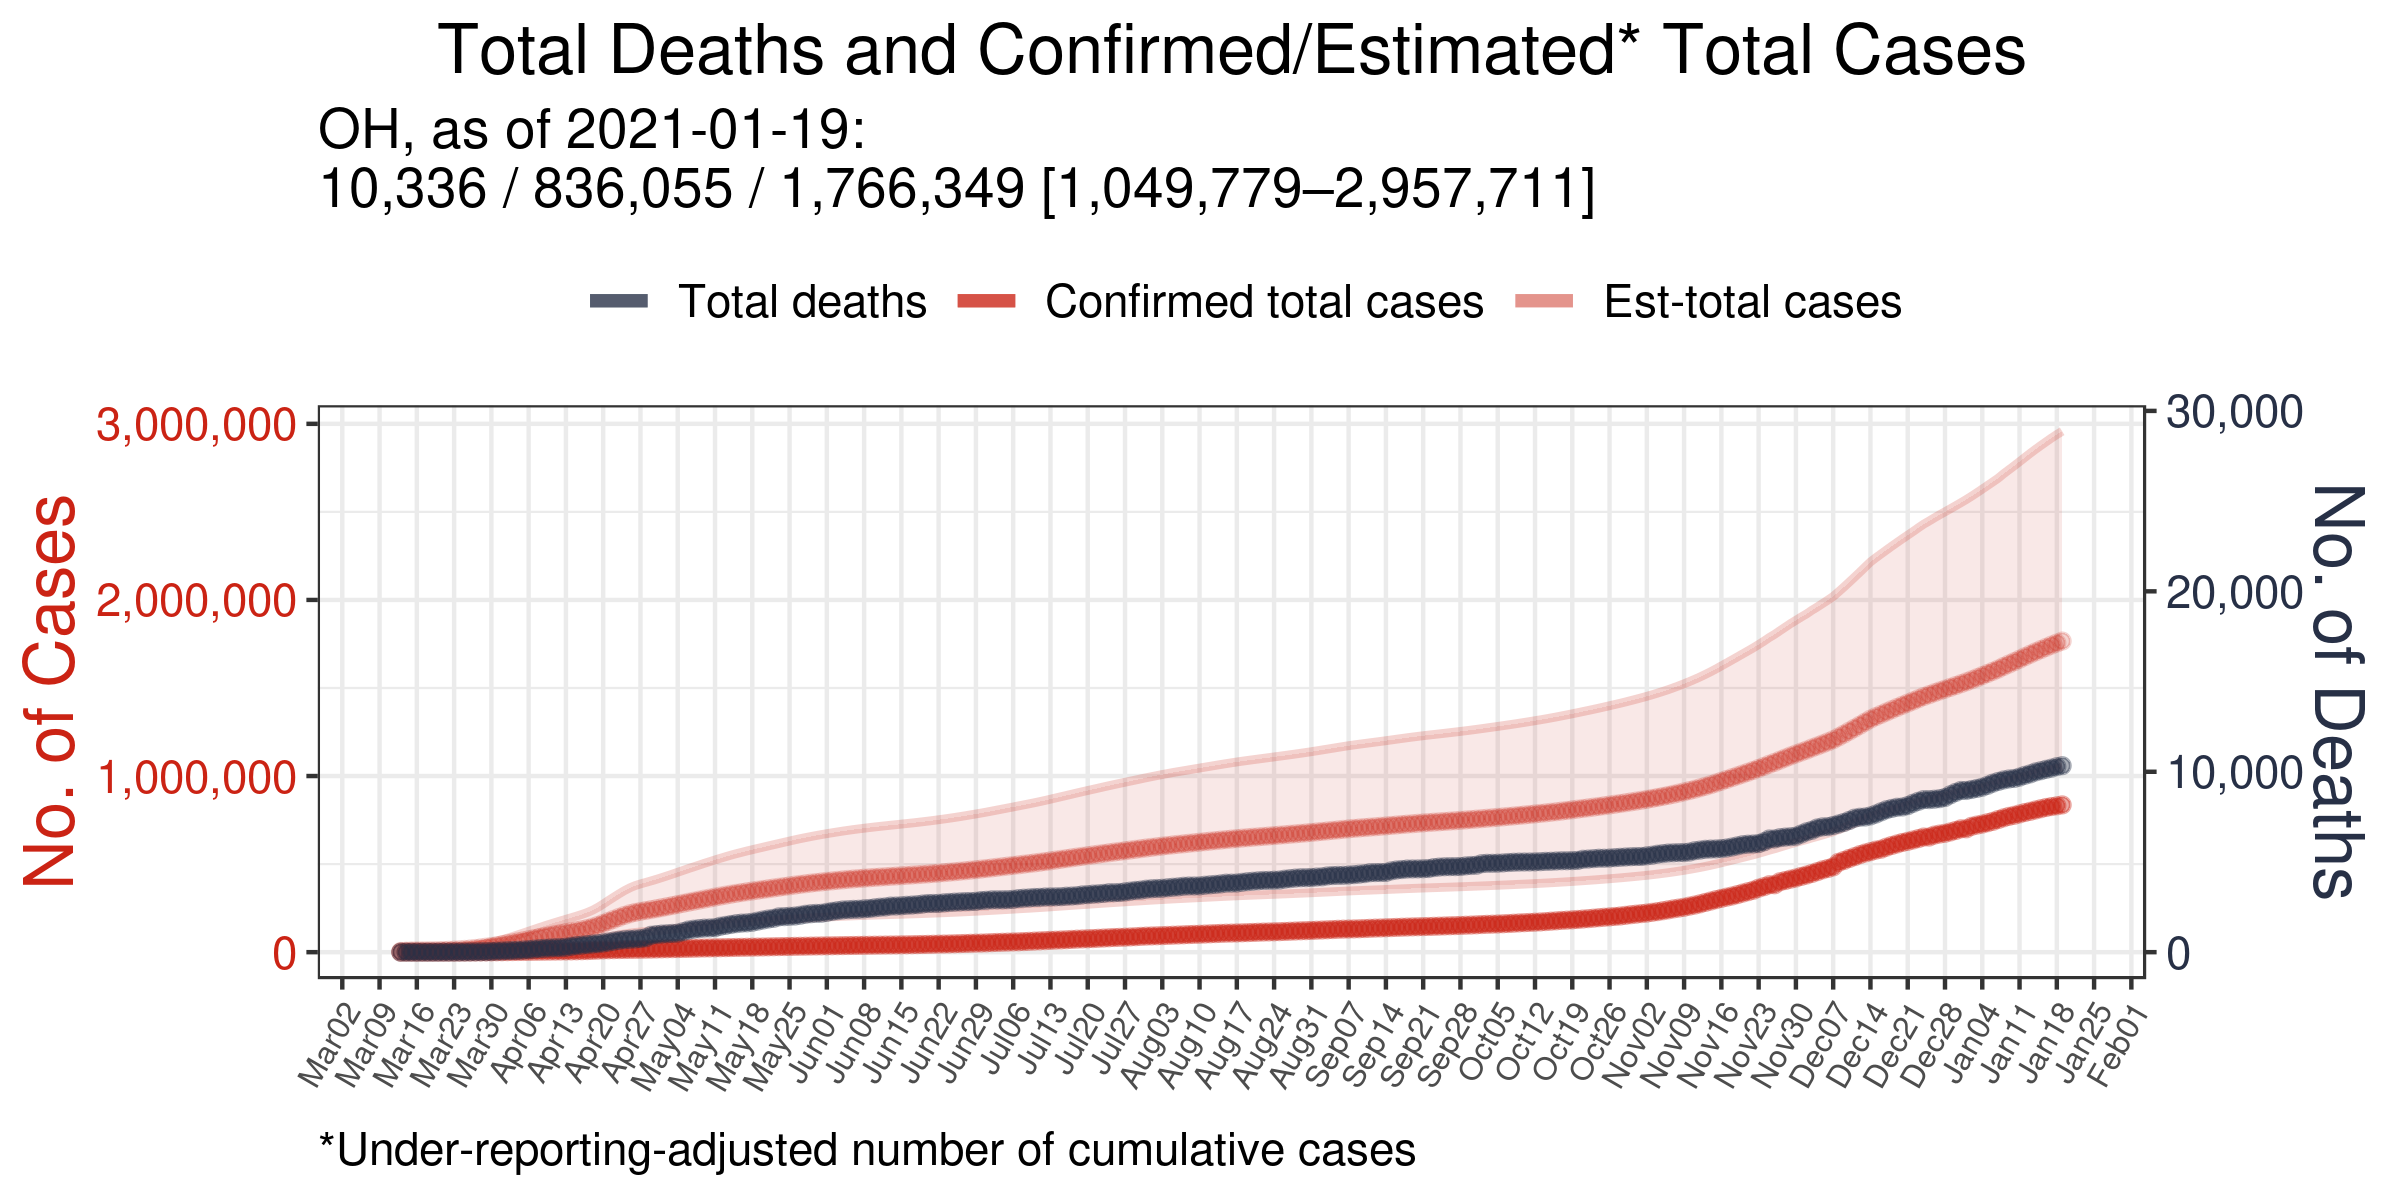 Total Deaths and Confirmed/Estimated* Total Cases
OH, as of 2021-01-19:
10,336 / 836,055 / 1,766,349 [1,049,779–2,957,711]
Total deaths Confirmed total cases Est-total cases
No. of Cases
3,000,000
2,000,000
1,000,000
0
30,000
20,000
10,000
0
No. of Deaths
Mar02 Mar09 Mar16 Mar23 Mar30 Apr06 Apr13 Apr20 Apr27 May04 May11 May18 May25 Jun01 Jun08 Jun15 Jun22 Jun29 Jul06 Jul13 Jul20 Jul27 Aug03 Aug10 Aug17 Aug24 Aug31 Sep07 Sep14 Sep21 Sep28 Oct05 Oct12 Oct19 Oct26 Nov02 Nov09 Nov16 Nov23 Nov30 Dec07 Dec14 Dec21 Dec28 Jan04 Jan11 Jan18 Jan25 Feb01
*Under-reporting-adjusted number of cumulative cases